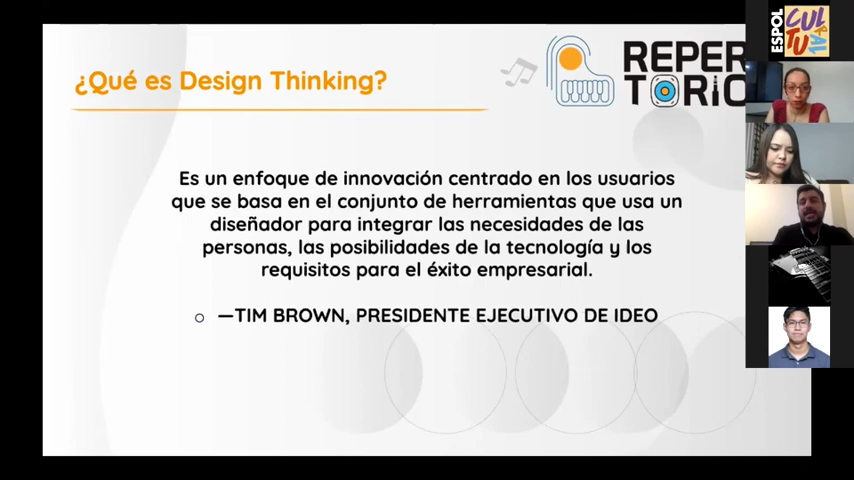 ¿Qué es Design Thinking?
REPER
TORIO
Es un enfoque de innovación centrado en los usuarios
que se basa en el conjunto de herramientas que usa un
diseñador para integrar las necesidades de las
personas, las posibilidades de la tecnología y los
requisitos para el éxito empresarial.
—TIM BROWN, PRESIDENTE EJECUTIVO DE IDEO
ESPOL
CUL
TU
AL